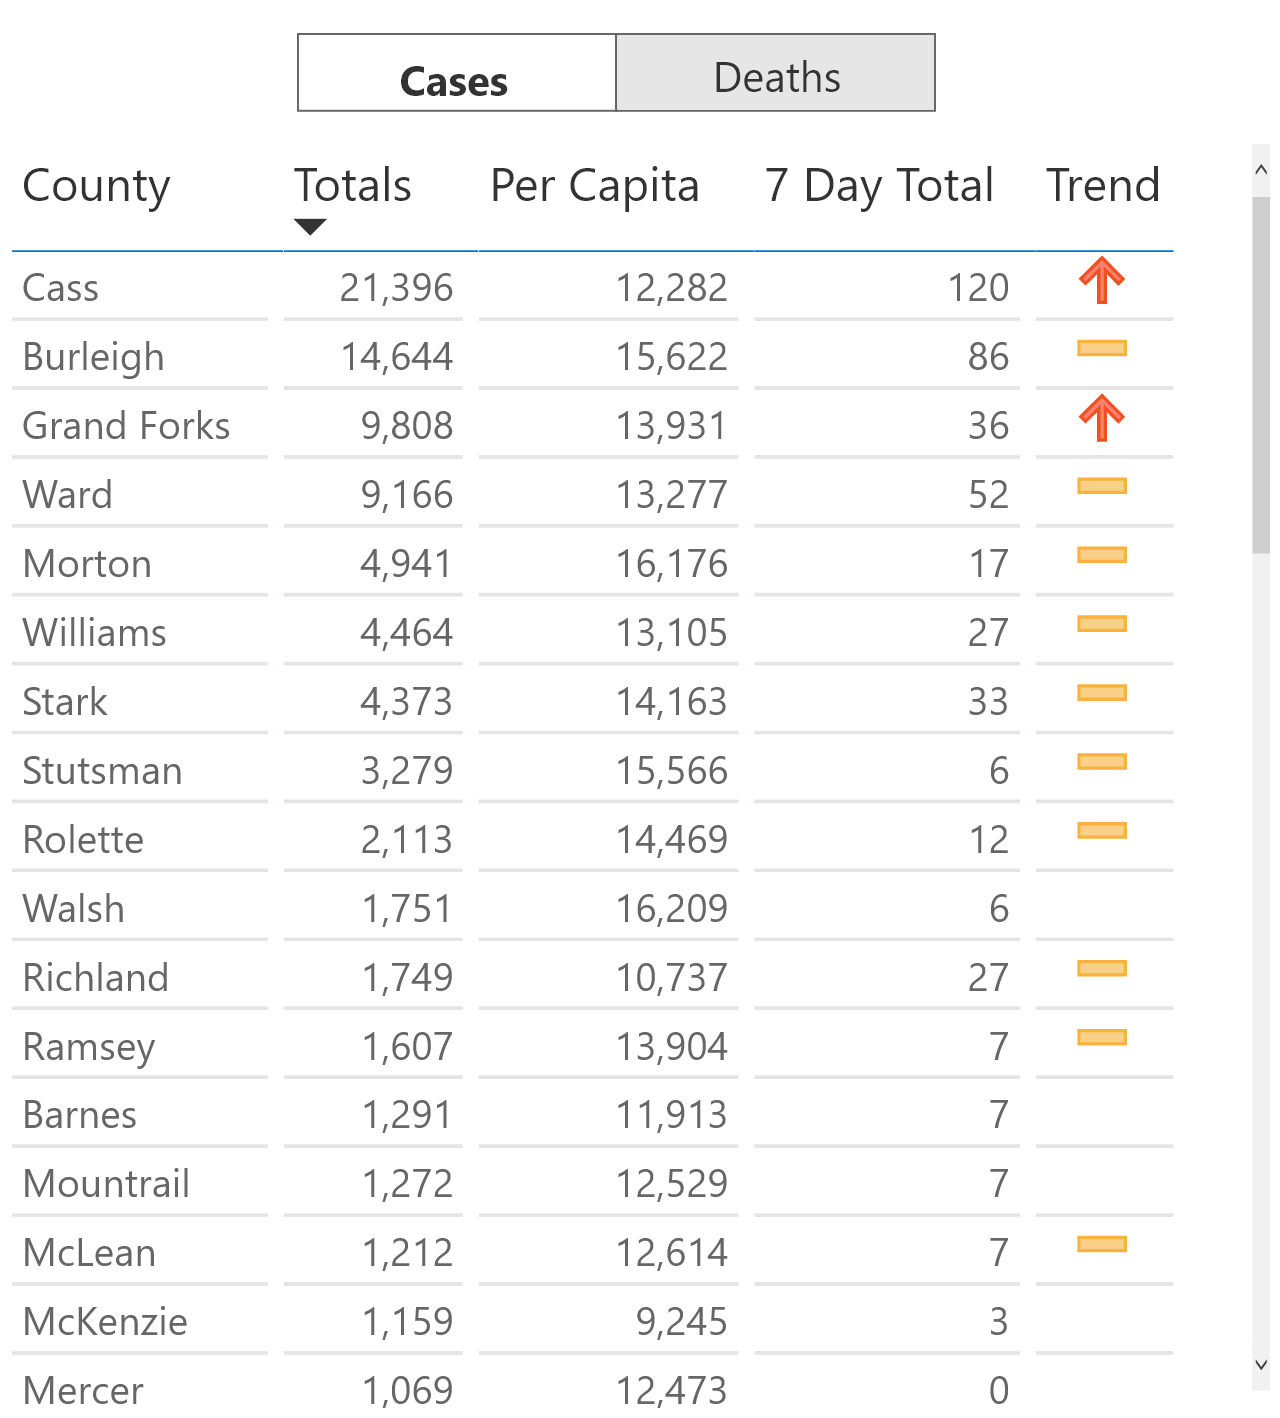 Cases Deaths
County Totals Per Capita 7 Day Total Trend
Cass 21,396 12,282 120
Burleigh 14,644 15,622 86
Grand Forks 9,808 13,931 36
Ward 9,166 13,277 52
Morton 4,941 16,176 17
Williams 4,464 13,105 27
Stark 4,373 14,163 33
Stutsman 3,279 15,566 6
Rolette 2,113 14,469 12
Walsh 1,751 16,209 6
Richland 1,749 10,737 27
Ramsey 1,607 13,904 7
Barnes 1,291 11,913 7
Mountrail 1,272 12,529 7
McLean 1,212 12,614 7
McKenzie 1,159 9,245 3
Mercer 1,069 12,473 0